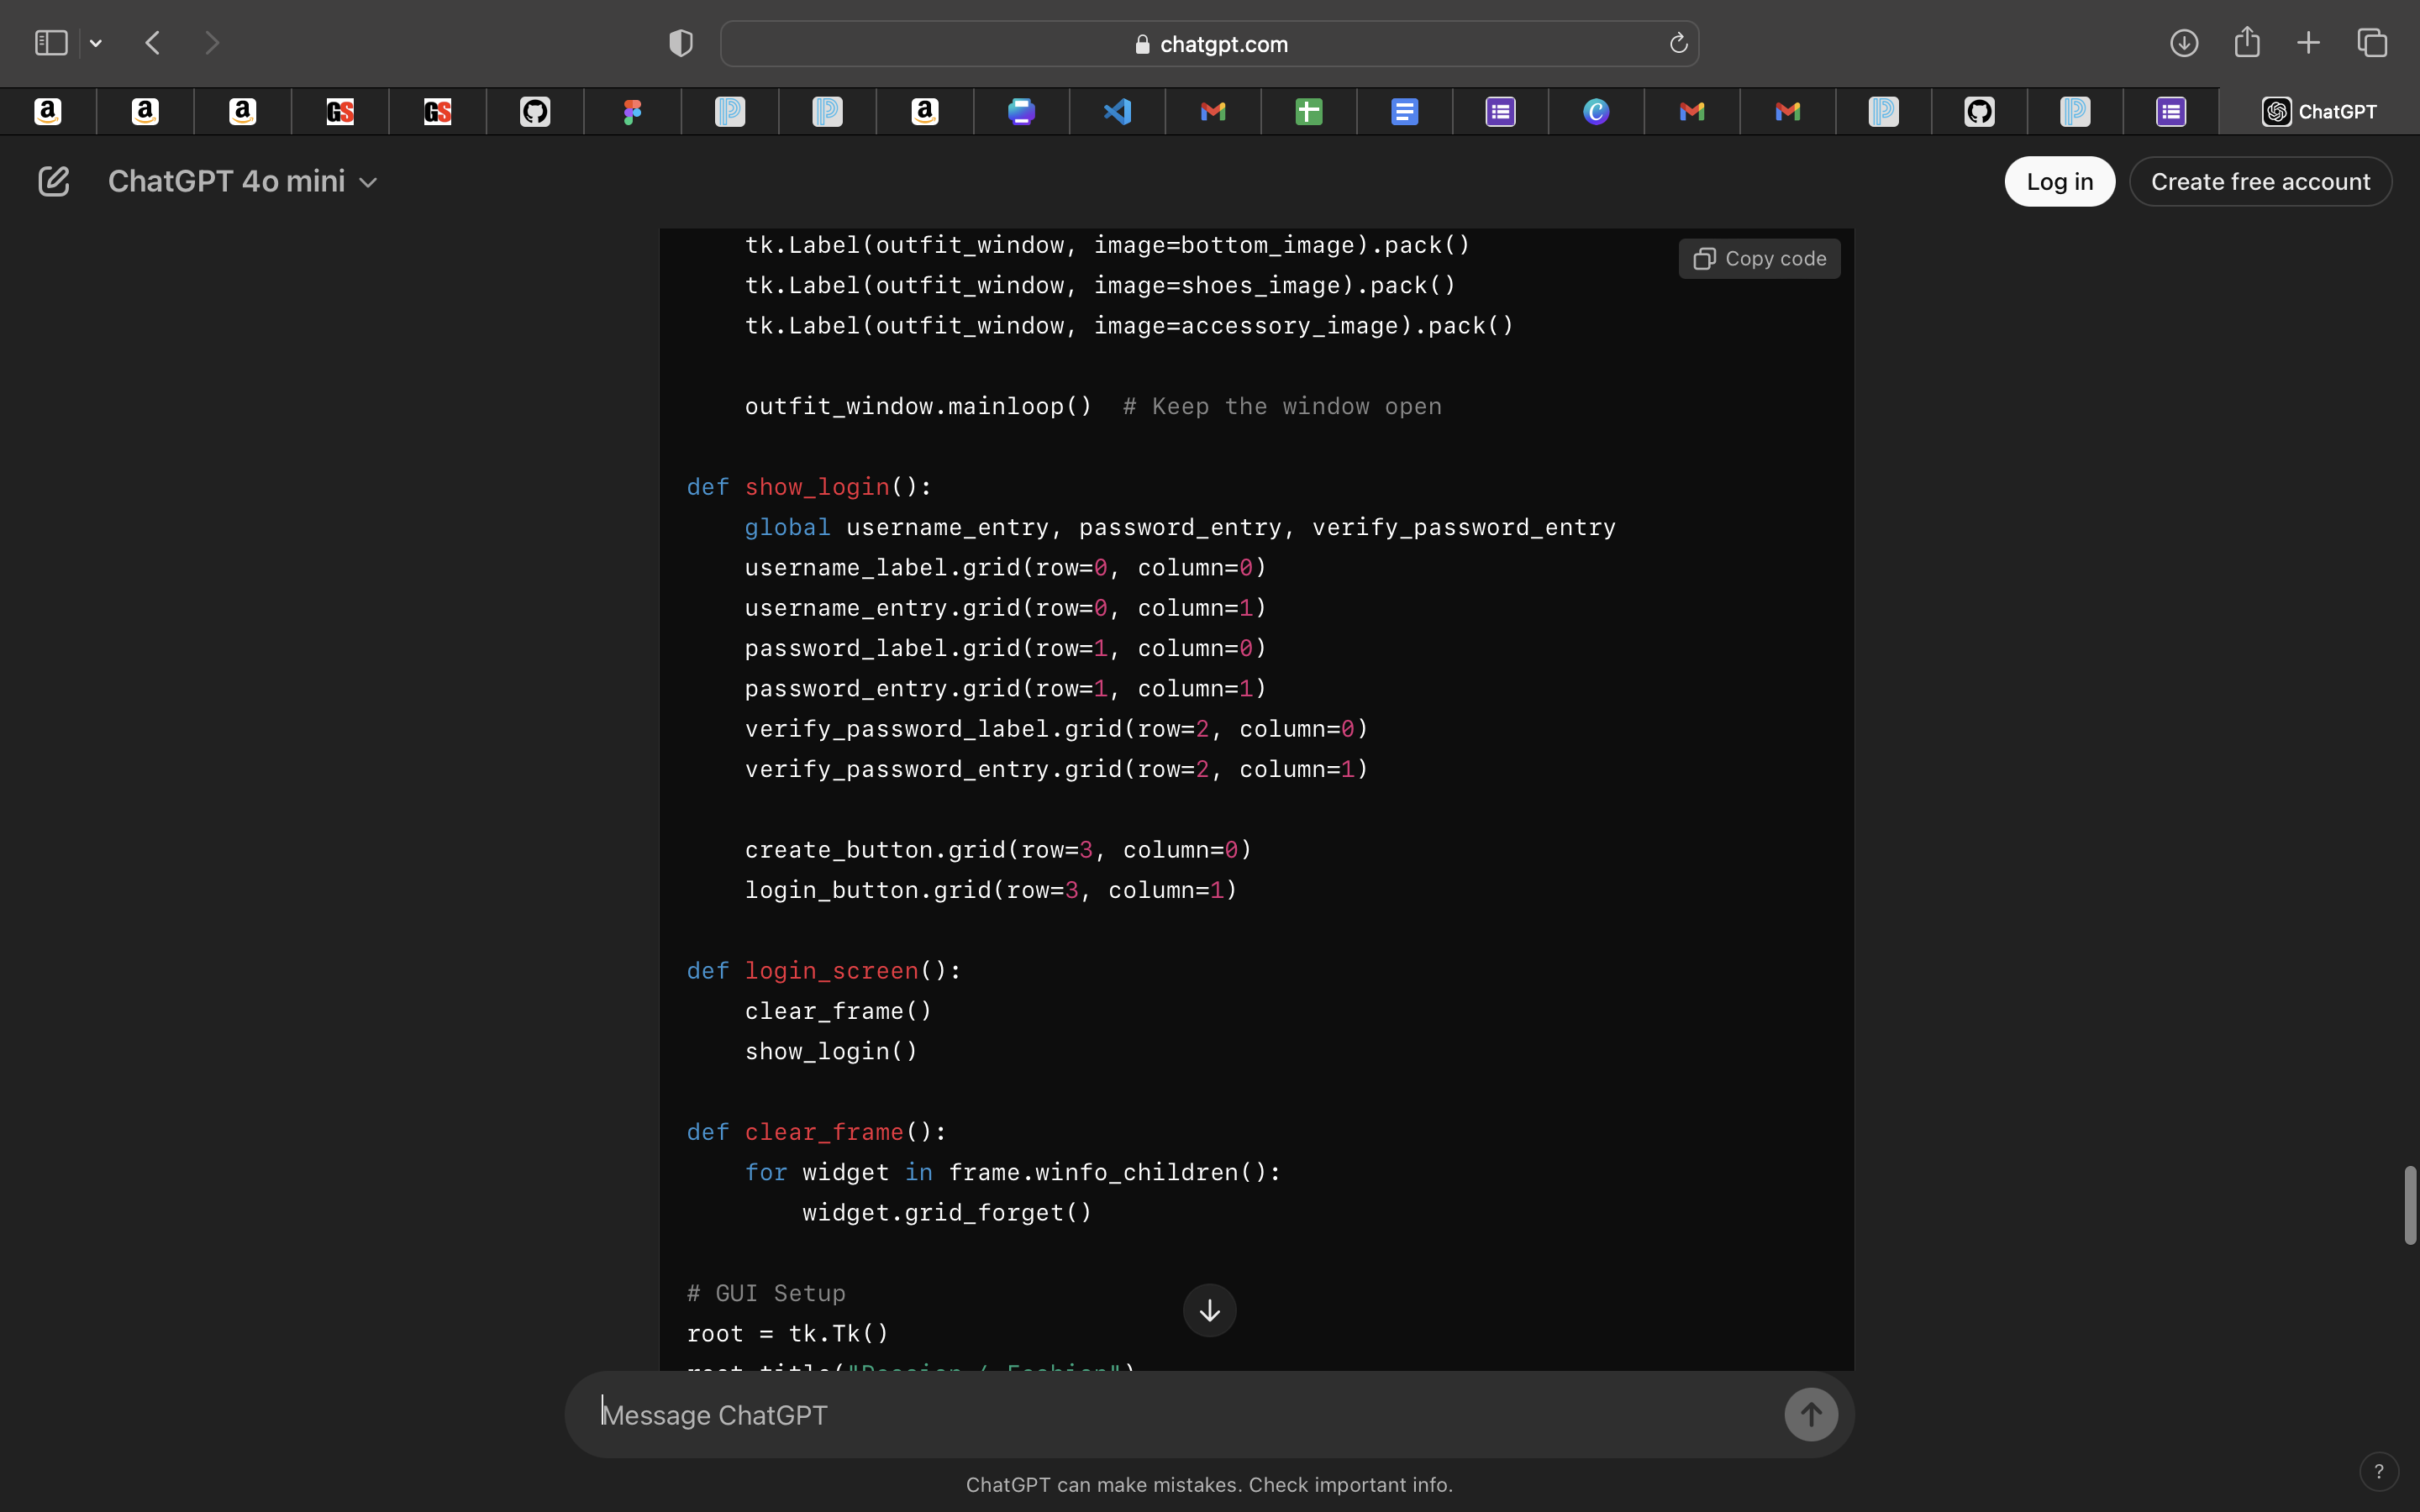 chatgpt.com
ChatGPT
ChatGPT 4o mini
Log in
Create free account
Copy code
    tk.Label(outfit_window, image=bottom_image).pack()
    tk.Label(outfit_window, image=shoes_image).pack()
    tk.Label(outfit_window, image=accessory_image).pack()
    outfit_window.mainloop()  # Keep the window open
def show_login():
    global username_entry, password_entry, verify_password_entry
    username_label.grid(row=0, column=0)
    username_entry.grid(row=0, column=1)
    password_label.grid(row=1, column=0)
    password_entry.grid(row=1, column=1)
    verify_password_label.grid(row=2, column=0)
    verify_password_entry.grid(row=2, column=1)
    create_button.grid(row=3, column=0)
    login_button.grid(row=3, column=1)
def login_screen():
    clear_frame()
    show_login()
def clear_frame():
    for widget in frame.winfo_children():
        widget.grid_forget()
# GUI Setup
root = tk.Tk()
Message ChatGPT
ChatGPT can make mistakes. Check important info.
?